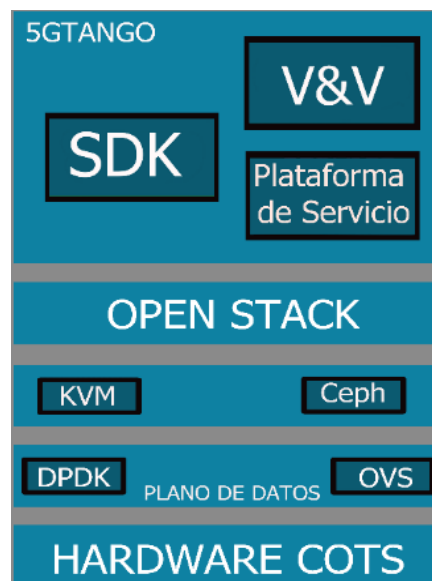 5GTANGO
V&V
SDK
Plataforma
de Servicio
OPEN STACK
KVM
Ceph
DPDK
PLANO DE DATOS
OVS
HARDWARE COTS